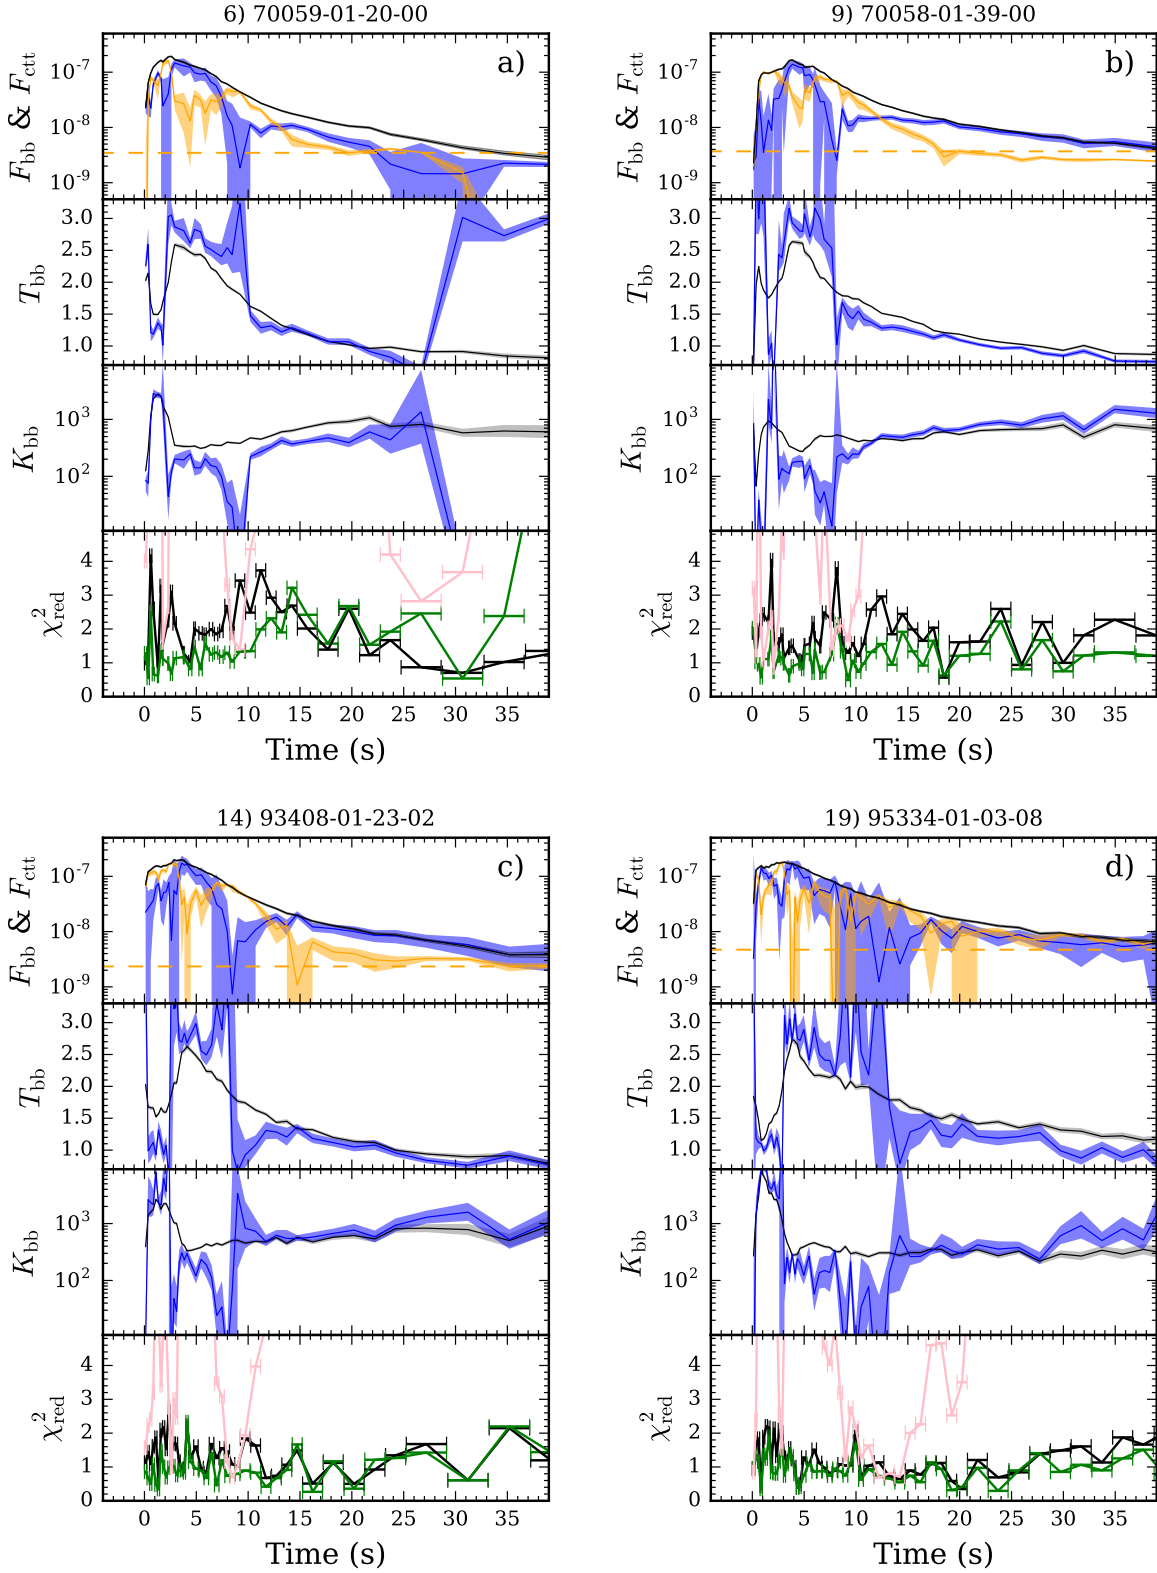 6) 70059-01-20-00
a)
F_bb & F_ctt
10^-7
10^-8
10^-9
T_bb
3.0
2.5
2.0
1.5
1.0
K_bb
10^3
10^2
χ^2_red
4
3
2
1
0
0 5 10 15 20 25 30 35
Time (s)
9) 70058-01-39-00
b)
F_bb & F_ctt
10^-7
10^-8
10^-9
T_bb
3.0
2.5
2.0
1.5
1.0
K_bb
10^3
10^2
χ^2_red
4
3
2
1
0
0 5 10 15 20 25 30 35
Time (s)
14) 93408-01-23-02
c)
F_bb & F_ctt
10^-7
10^-8
10^-9
T_bb
3.0
2.5
2.0
1.5
1.0
K_bb
10^3
10^2
χ^2_red
4
3
2
1
0
0 5 10 15 20 25 30 35
Time (s)
19) 95334-01-03-08
d)
F_bb & F_ctt
10^-7
10^-8
10^-9
T_bb
3.0
2.5
2.0
1.5
1.0
K_bb
10^3
10^2
χ^2_red
4
3
2
1
0
0 5 10 15 20 25 30 35
Time (s)